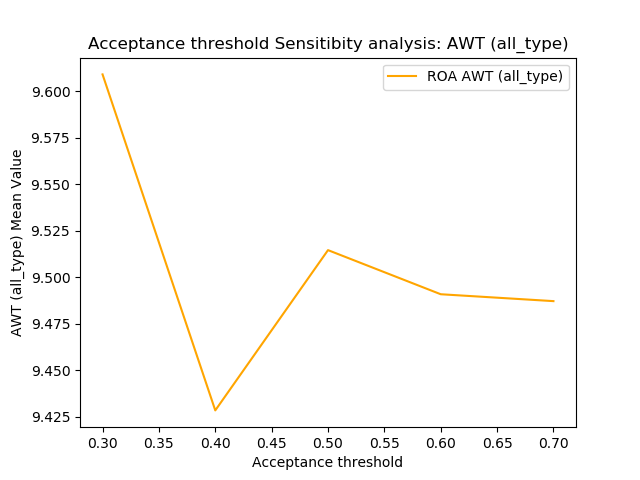 Acceptance threshold Sensitibity analysis: AWT (all_type)
ROA AWT (all_type)
AWT (all_type) Mean Value
9.600
9.575
9.550
9.525
9.500
9.475
9.450
9.425
0.30 0.35 0.40 0.45 0.50 0.55 0.60 0.65 0.70
Acceptance threshold